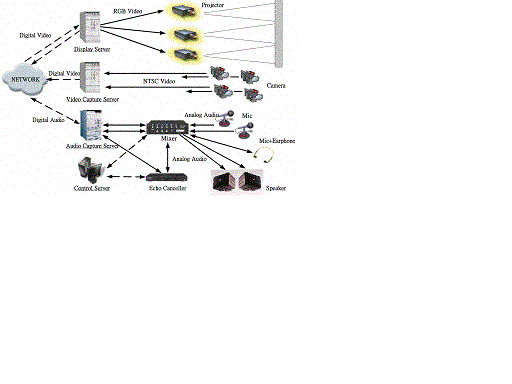 Projector
RGB Video
Digital Video
Display Server
NETWORK
Digital Video
NTSC Video
Camera
Video Capture Server
Digital Audio
Analog Audio
Mic
Mixer
Mic+Earphone
Audio Capture Server
Analog Audio
Control Server
Echo Canceller
Speaker